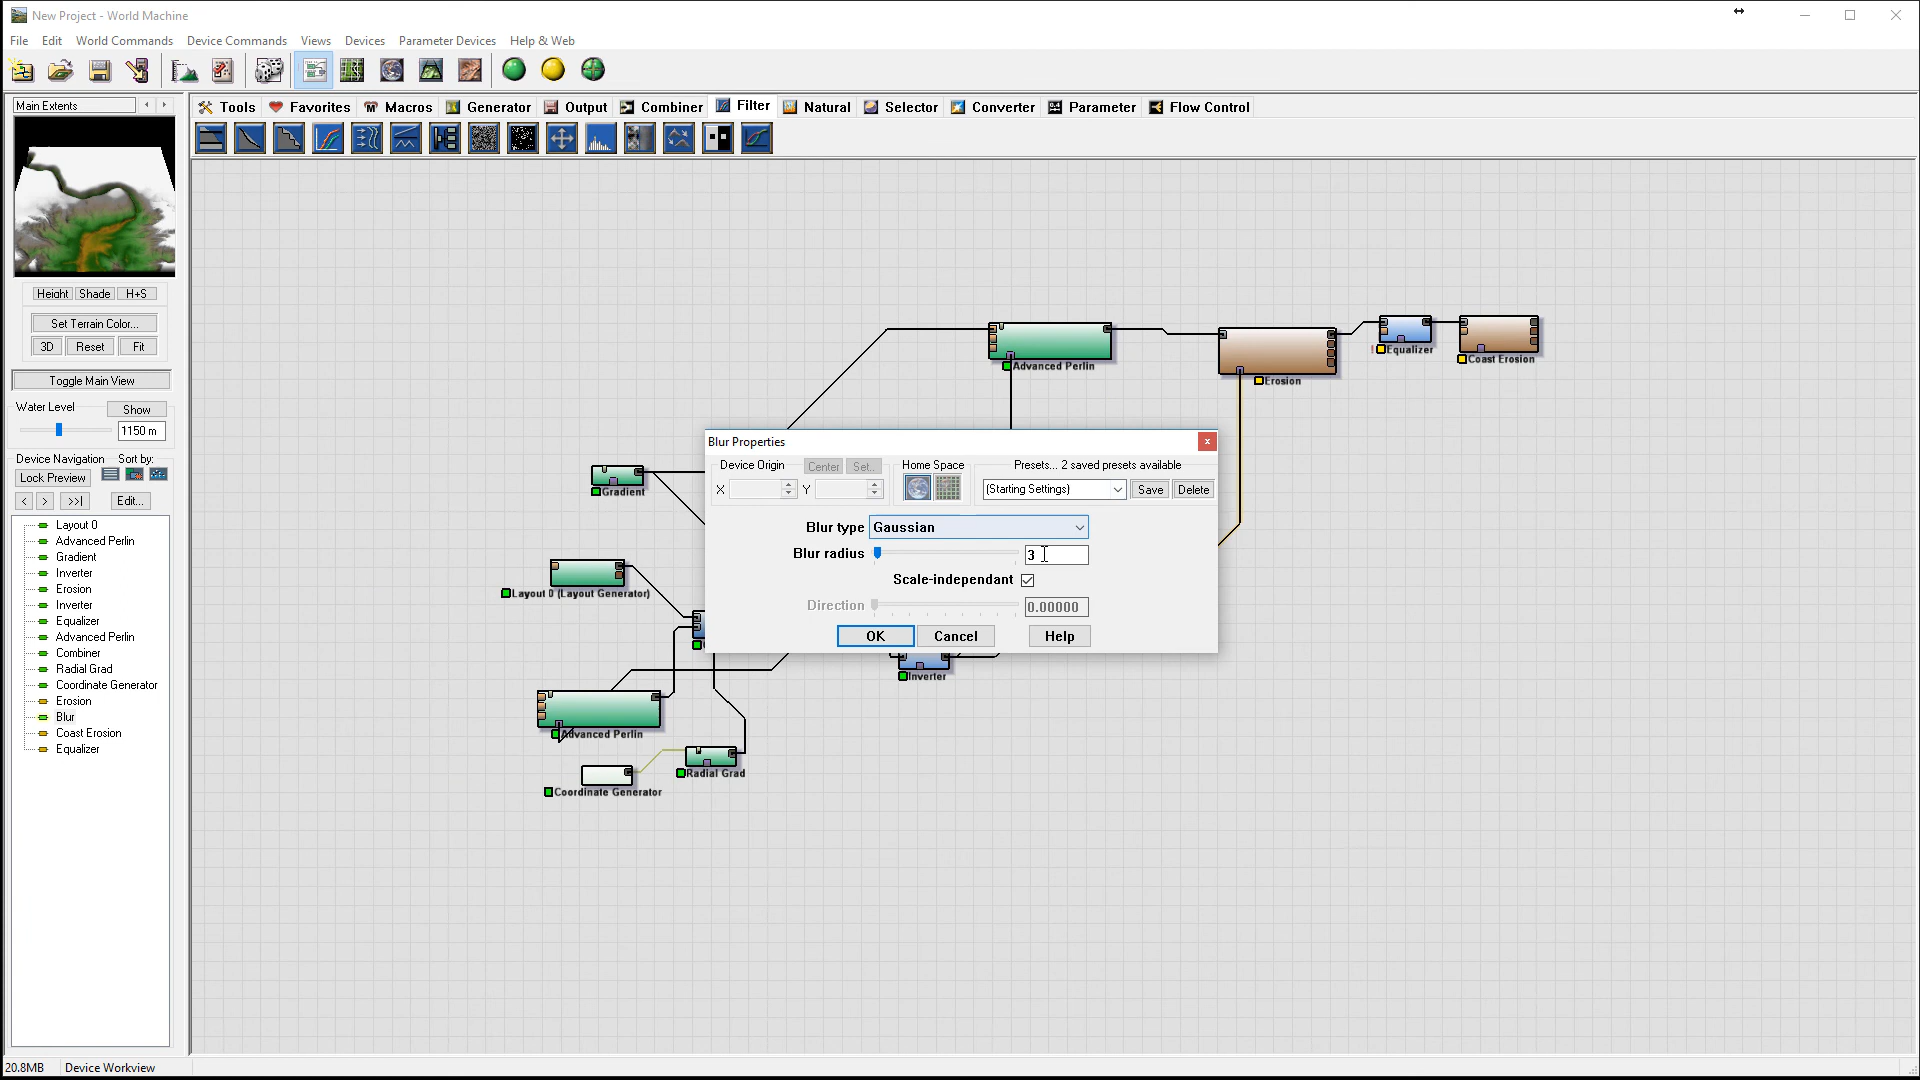 New Project - World Machine
File Edit World Commands Device Commands Views Devices Parameter Devices Help & Web
Main Extents
Tools Favorites Macros Generator Output Combiner Filter Natural Selector Converter Parameter Flow Control
Height Shade H+S
Set Terrain Color...
3D Reset Fit
Toggle Main View
Water Level Show
1150 m
Device Navigation Sort by:
Lock Preview
< > >>| Edit...
Layout 0
Advanced Perlin
Gradient
Inverter
Erosion
Inverter
Equalizer
Advanced Perlin
Combiner
Radial Grad
Coordinate Generator
Erosion
Blur
Coast Erosion
Equalizer
Advanced Perlin
Erosion
! Equalizer
Coast Erosion
Gradient
Layout 0 (Layout Generator)
Advanced Perlin
Coordinate Generator
Radial Grad
Inverter
Blur Properties
x
Device Origin Center Set.. Home Space Presets... 2 saved presets available
X Y (Starting Settings) Save Delete
Blur type Gaussian
Blur radius 3
Scale-independant
Direction 0.00000
OK Cancel Help
20.8MB Device Workview